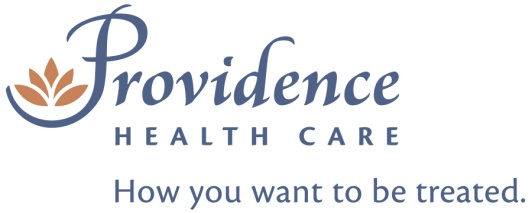 Providence
HEALTH CARE
How you want to be treated.